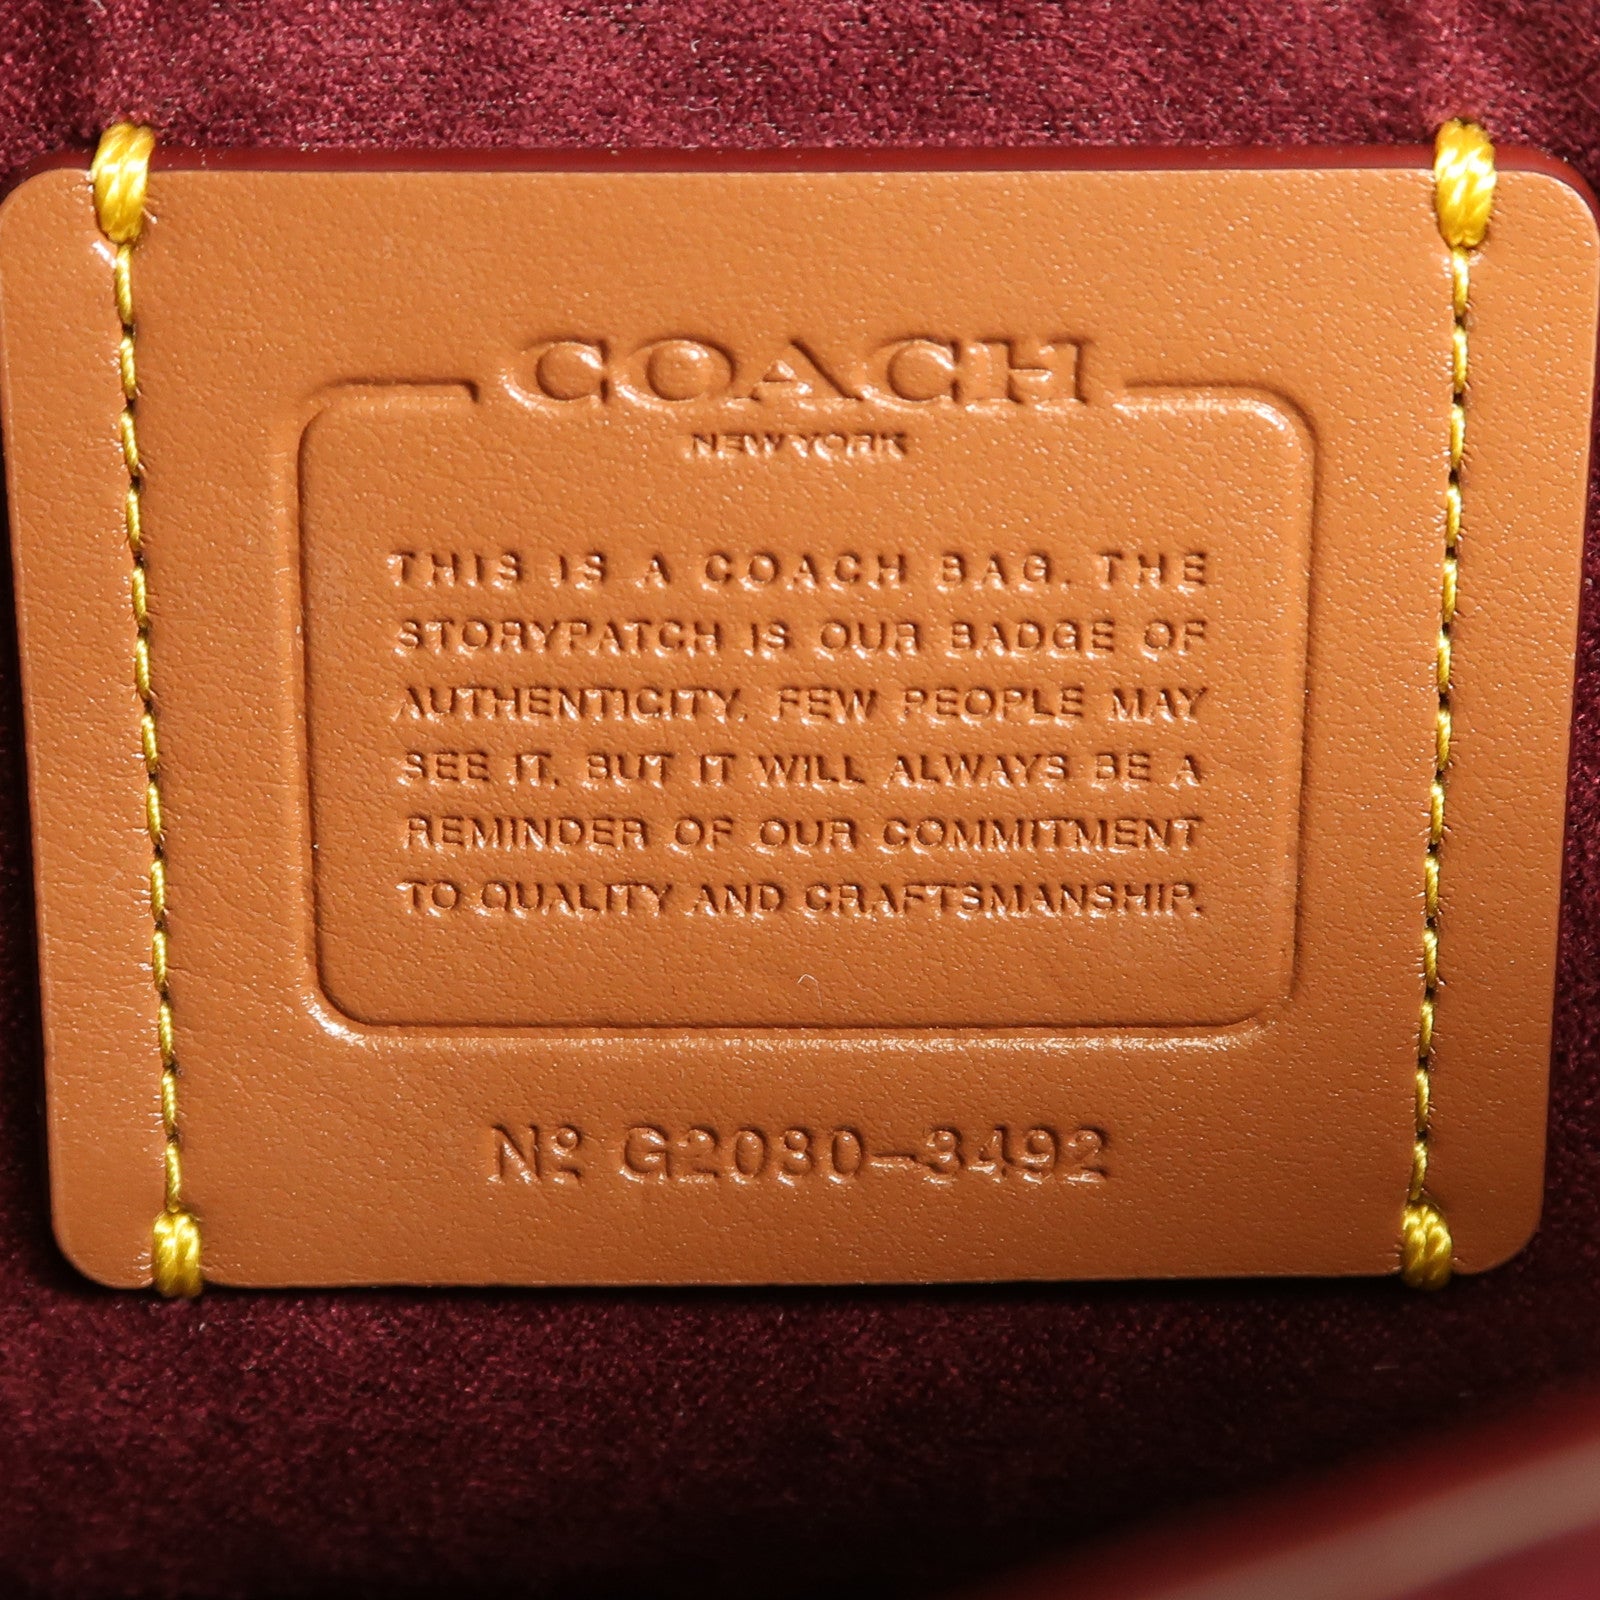 COACH
NEW YORK
THIS IS A COACH BAG. THE
STORYPATCH IS OUR BADGE OF
AUTHENTICITY. FEW PEOPLE MAY
SEE IT, BUT IT WILL ALWAYS BE A
REMINDER OF OUR COMMITMENT
TO QUALITY AND CRAFTSMANSHIP.
Nº G2080-3492